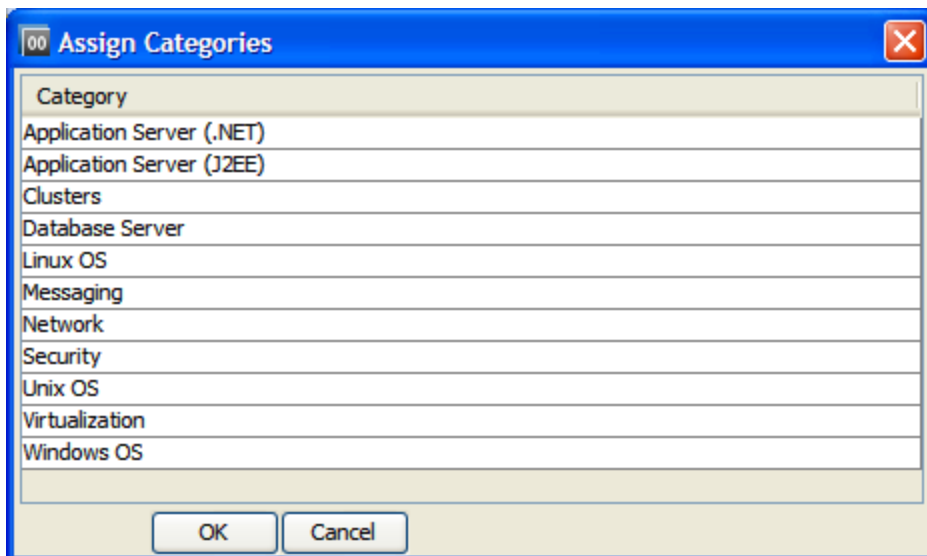 00 Assign Categories
Category
Application Server (.NET)
Application Server (J2EE)
Clusters
Database Server
Linux OS
Messaging
Network
Security
Unix OS
Virtualization
Windows OS
OK Cancel